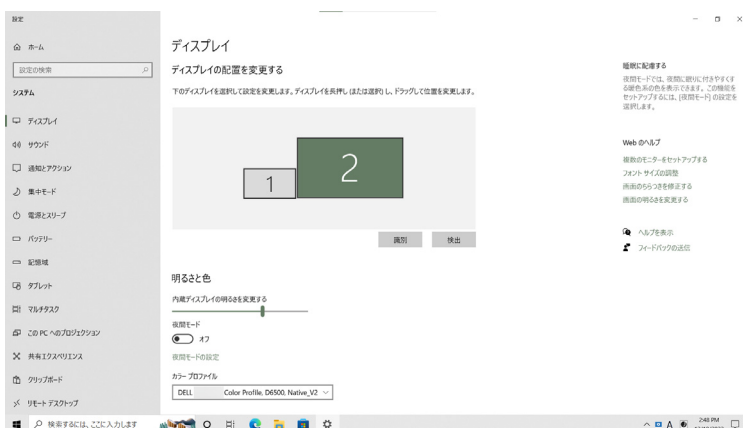 設定
ホーム
設定の検索
システム
ディスプレイ
サウンド
通知とアクション
集中モード
電源とスリープ
バッテリー
記憶域
タブレット
マルチタスク
この PC へのプロジェクション
共有エクスペリエンス
クリップボード
リモート デスクトップ
ディスプレイ
ディスプレイの配置を変更する
下のディスプレイを選択して設定を変更します。ディスプレイを長押し (または選択) し、ドラッグして位置を変更します。
1
2
識別
検出
明るさと色
内蔵ディスプレイの明るさを変更する
夜間モード
オフ
夜間モードの設定
カラー プロファイル
DELL Color Profile, D6500, Native_V2
睡眠に配慮する
夜間モードでは、夜間に眠りに付きやすくす
る暖色系の色を表示できます。この機能を
セットアップするには、[夜間モード] の設定を
選択します。
Web のヘルプ
複数のモニターをセットアップする
フォント サイズの調整
画面のちらつきを修正する
画面の明るさを変更する
ヘルプを表示
フィードバックの送信
検索するには、ここに入力します
A
2:48 PM